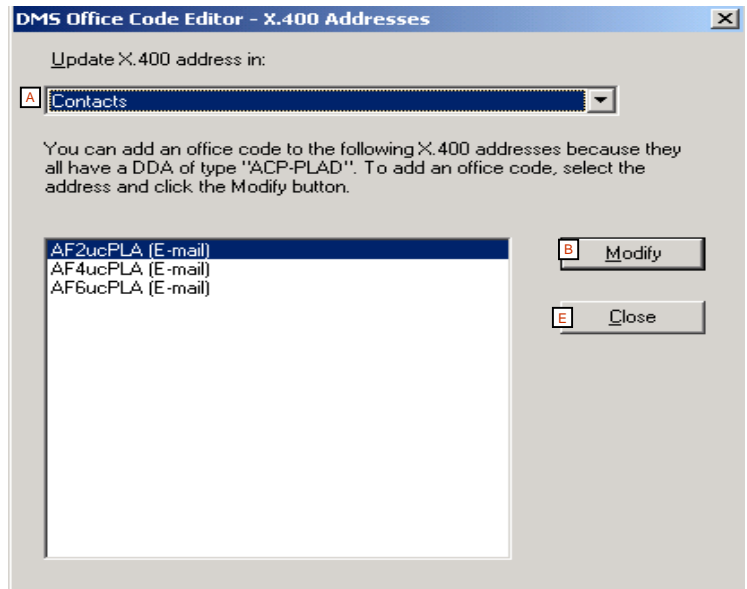 DMS Office Code Editor - X.400 Addresses
Update X.400 address in:
A
Contacts
You can add an office code to the following X.400 addresses because they
all have a DDA of type "ACP-PLAD". To add an office code, select the
address and click the Modify button.
AF2ucPLA (E-mail)
AF4ucPLA (E-mail)
AF6ucPLA (E-mail)
B
Modify
E
Close